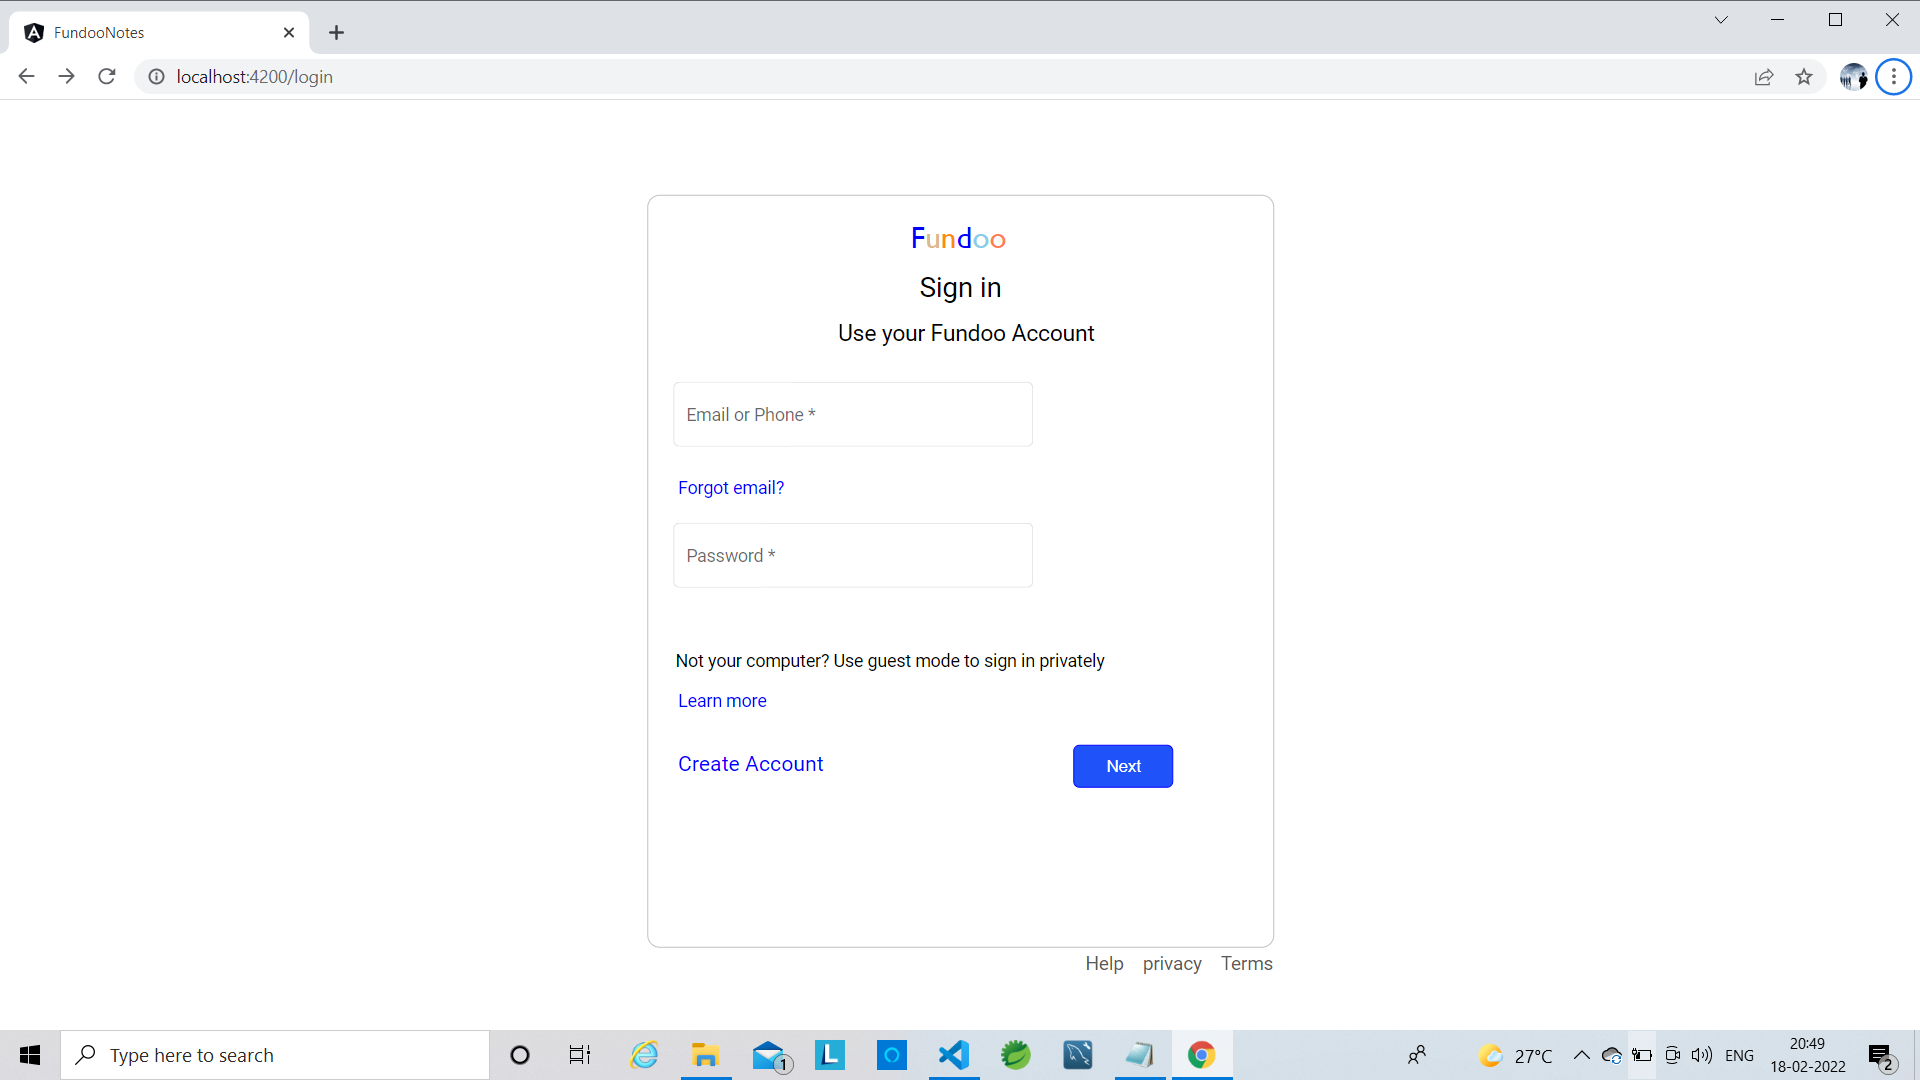 FundooNotes
localhost:4200/login
Fundoo
Sign in
Use your Fundoo Account
Email or Phone *
Forgot email?
Password *
Not your computer? Use guest mode to sign in privately
Learn more
Create Account
Next
Help privacy Terms
Type here to search
1
L
27°C
ENG
20:49
18-02-2022
2